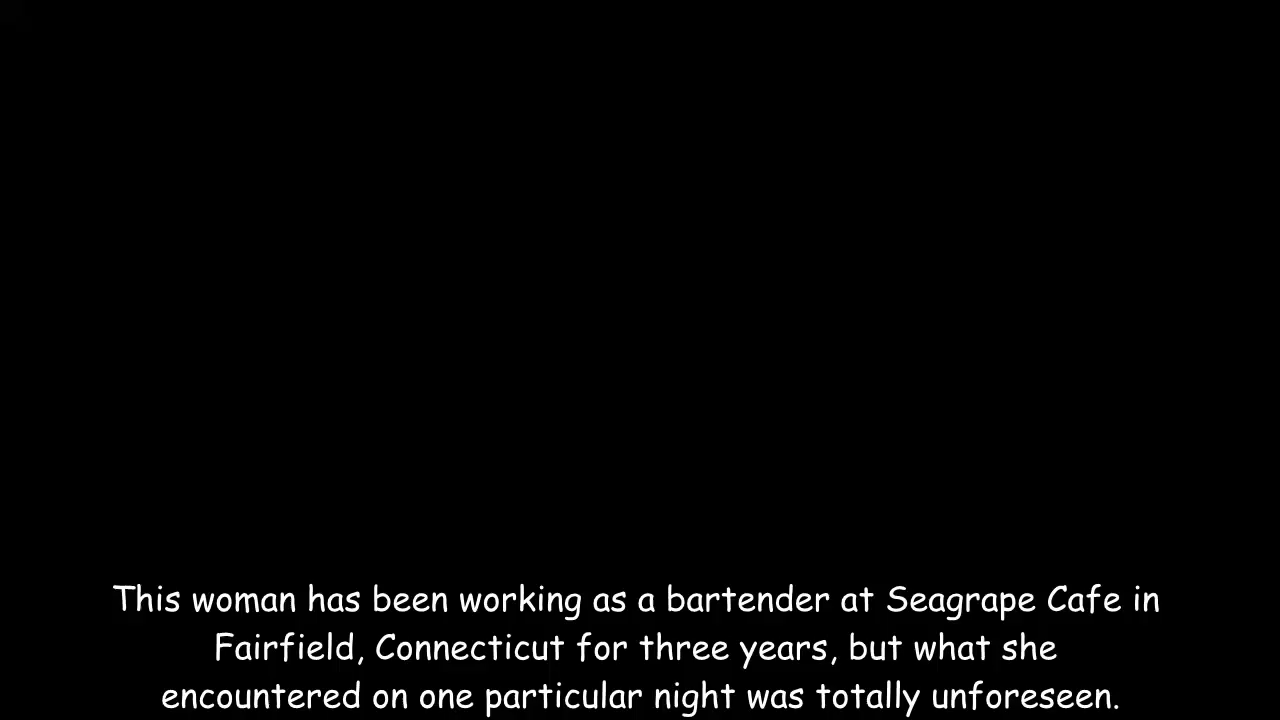 This woman has been working as a bartender at Seagrape Cafe in
Fairfield, Connecticut for three years, but what she
encountered on one particular night was totally unforeseen.